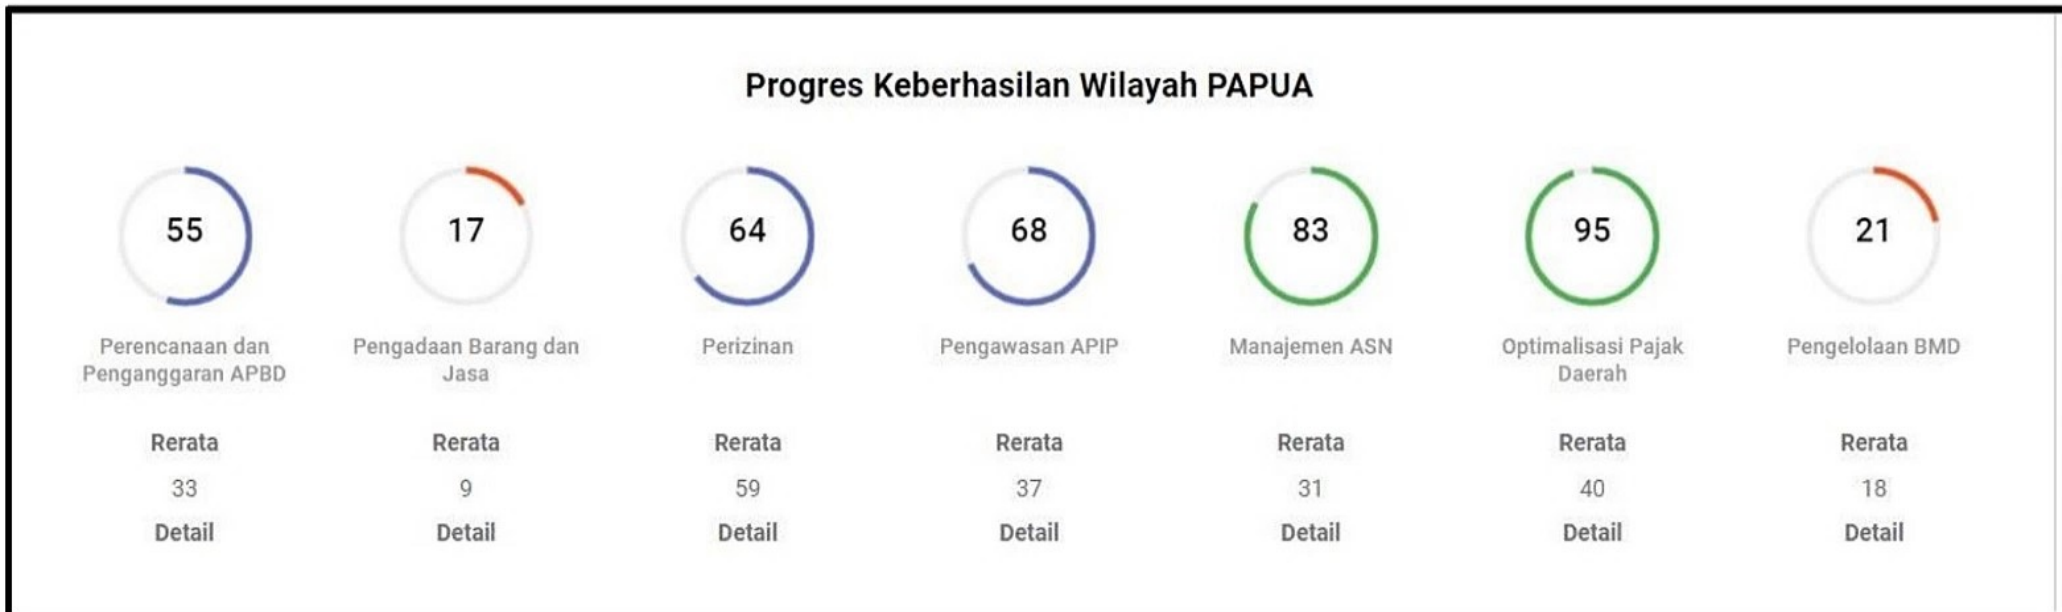 Progres Keberhasilan Wilayah PAPUA
55
17
64
68
83
95
21
Perencanaan dan
Penganggaran APBD
Pengadaan Barang dan
Jasa
Perizinan
Pengawasan APIP
Manajemen ASN
Optimalisasi Pajak
Daerah
Pengelolaan BMD
Rerata
Rerata
Rerata
Rerata
Rerata
Rerata
Rerata
33
9
59
37
31
40
18
Detail
Detail
Detail
Detail
Detail
Detail
Detail